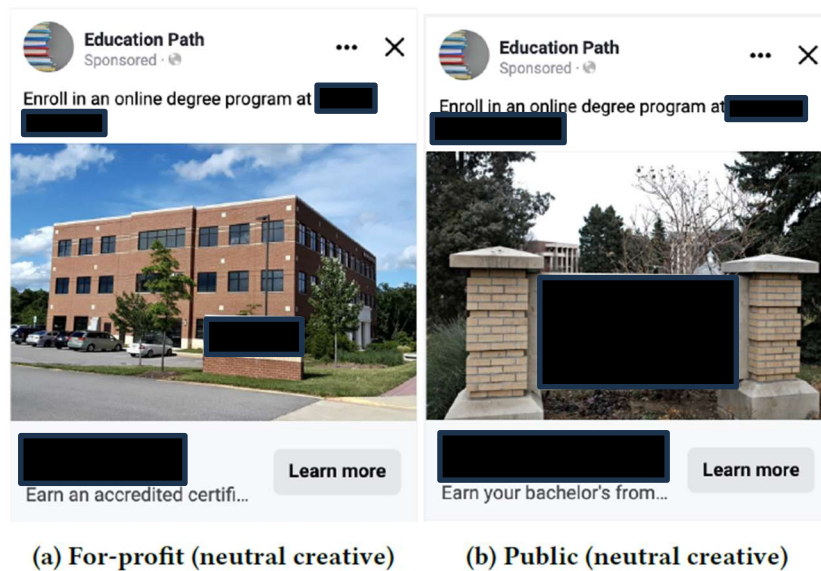 Education Path
Sponsored ·
Enroll in an online degree program at
Earn an accredited certifi...
Learn more
(a) For-profit (neutral creative)
Education Path
Sponsored ·
Enroll in an online degree program at
Earn your bachelor's from...
Learn more
(b) Public (neutral creative)